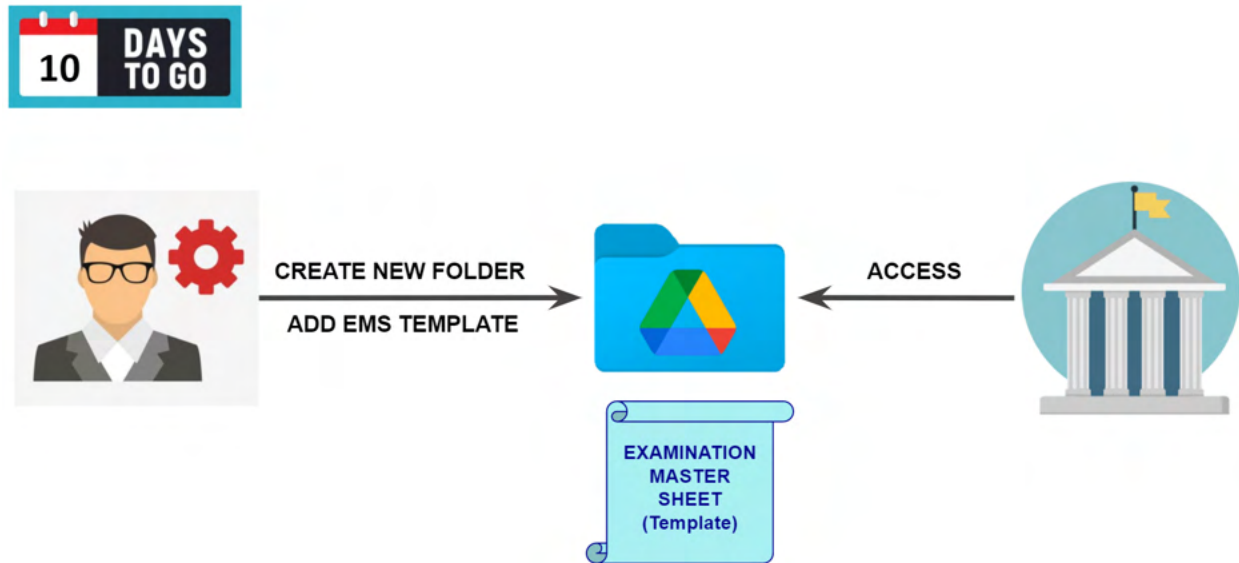 10
DAYS
TO GO
CREATE NEW FOLDER
ADD EMS TEMPLATE
ACCESS
EXAMINATION
MASTER
SHEET
(Template)